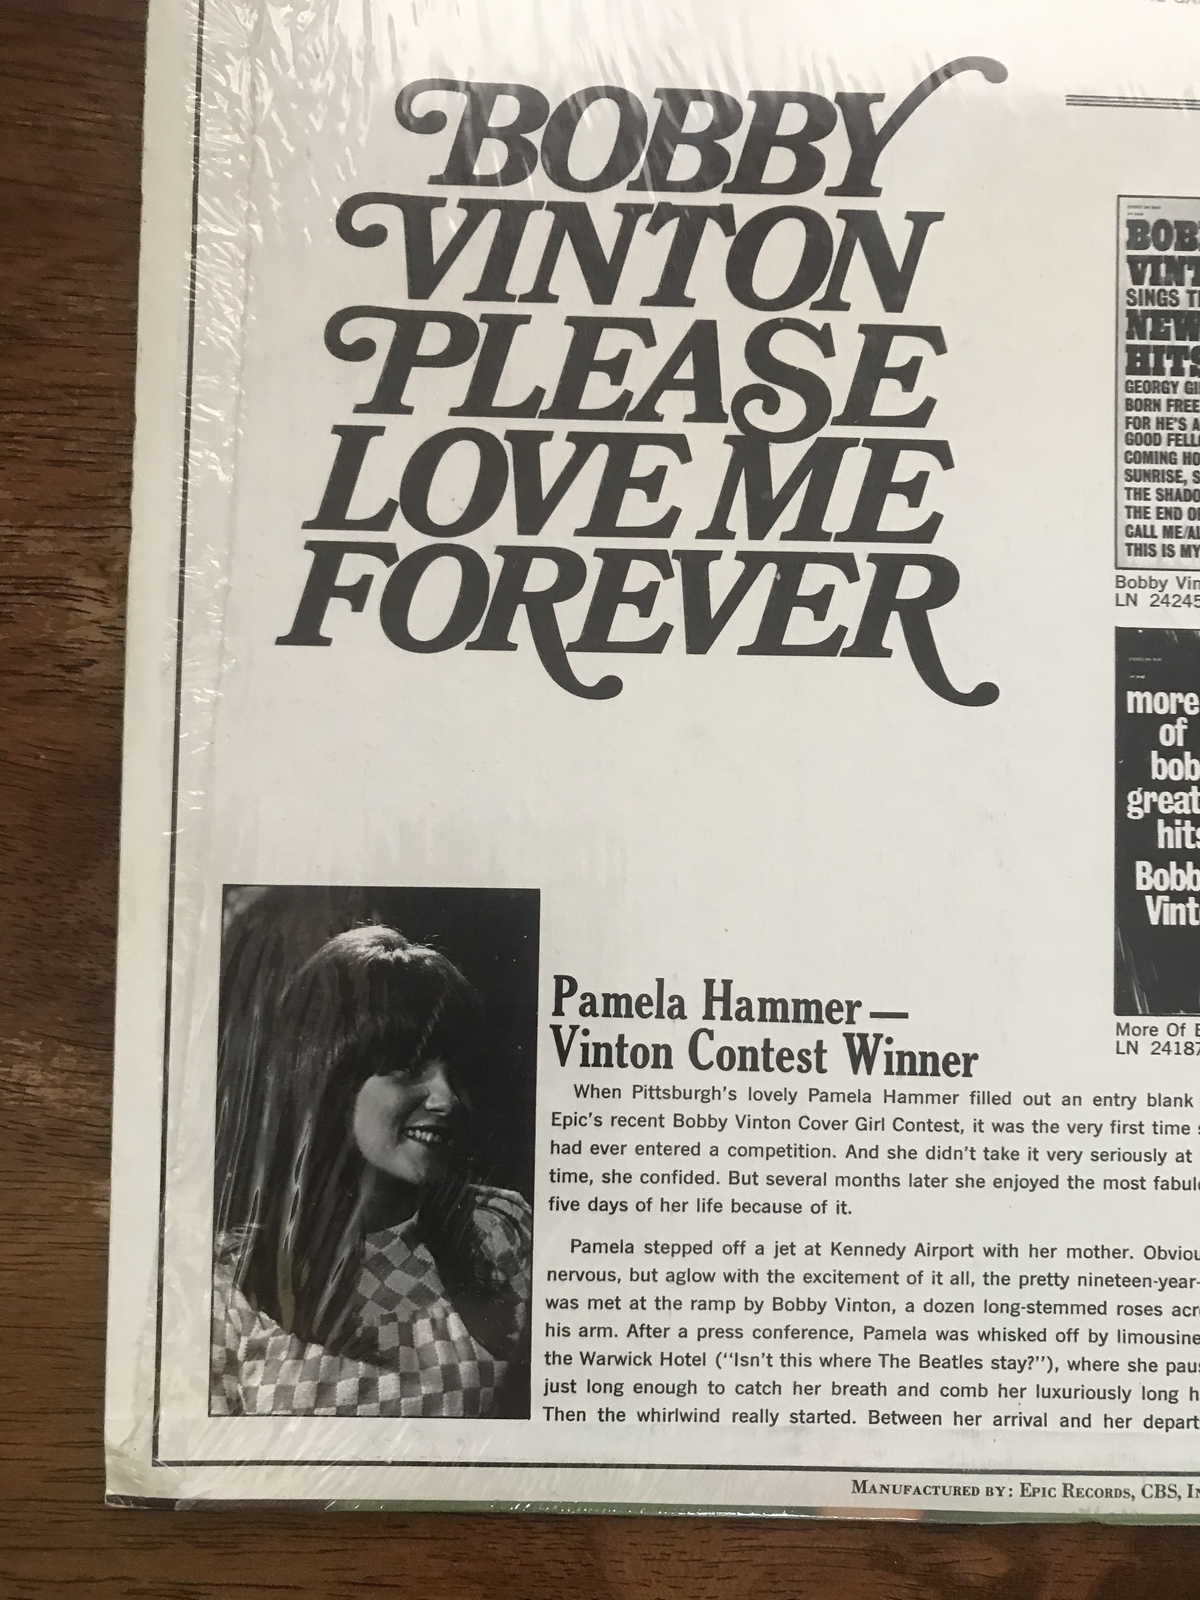 BOBBY
VINTON
PLEASE
LOVE ME
FOREVER
Pamela Hammer —
Vinton Contest Winner
When Pittsburgh's lovely Pamela Hammer filled out an entry blank
Epic's recent Bobby Vinton Cover Girl Contest, it was the very first time
had ever entered a competition. And she didn't take it very seriously at
time, she confided. But several months later she enjoyed the most fabul
five days of her life because of it.
Pamela stepped off a jet at Kennedy Airport with her mother. Obviou
nervous, but aglow with the excitement of it all, the pretty nineteen-year-
was met at the ramp by Bobby Vinton, a dozen long-stemmed roses acr
his arm. After a press conference, Pamela was whisked off by limousine
the Warwick Hotel (“Isn't this where The Beatles stay?”), where she pau
just long enough to catch her breath and comb her luxuriously long h
Then the whirlwind really started. Between her arrival and her depart
BOB
VINT
SINGS T
NEW
HITS
GEORGY GI
BORN FREE
FOR HE'S A
GOOD FELL
COMING HO
SUNRISE, S
THE SHADO
THE END O
CALL ME/AL
THIS IS MY
Bobby Vin
LN 24245
more
of
bob
great
hits
Bobb
Vint
More Of B
LN 24187
MANUFACTURED BY: EPIC RECORDS, CBS, IN